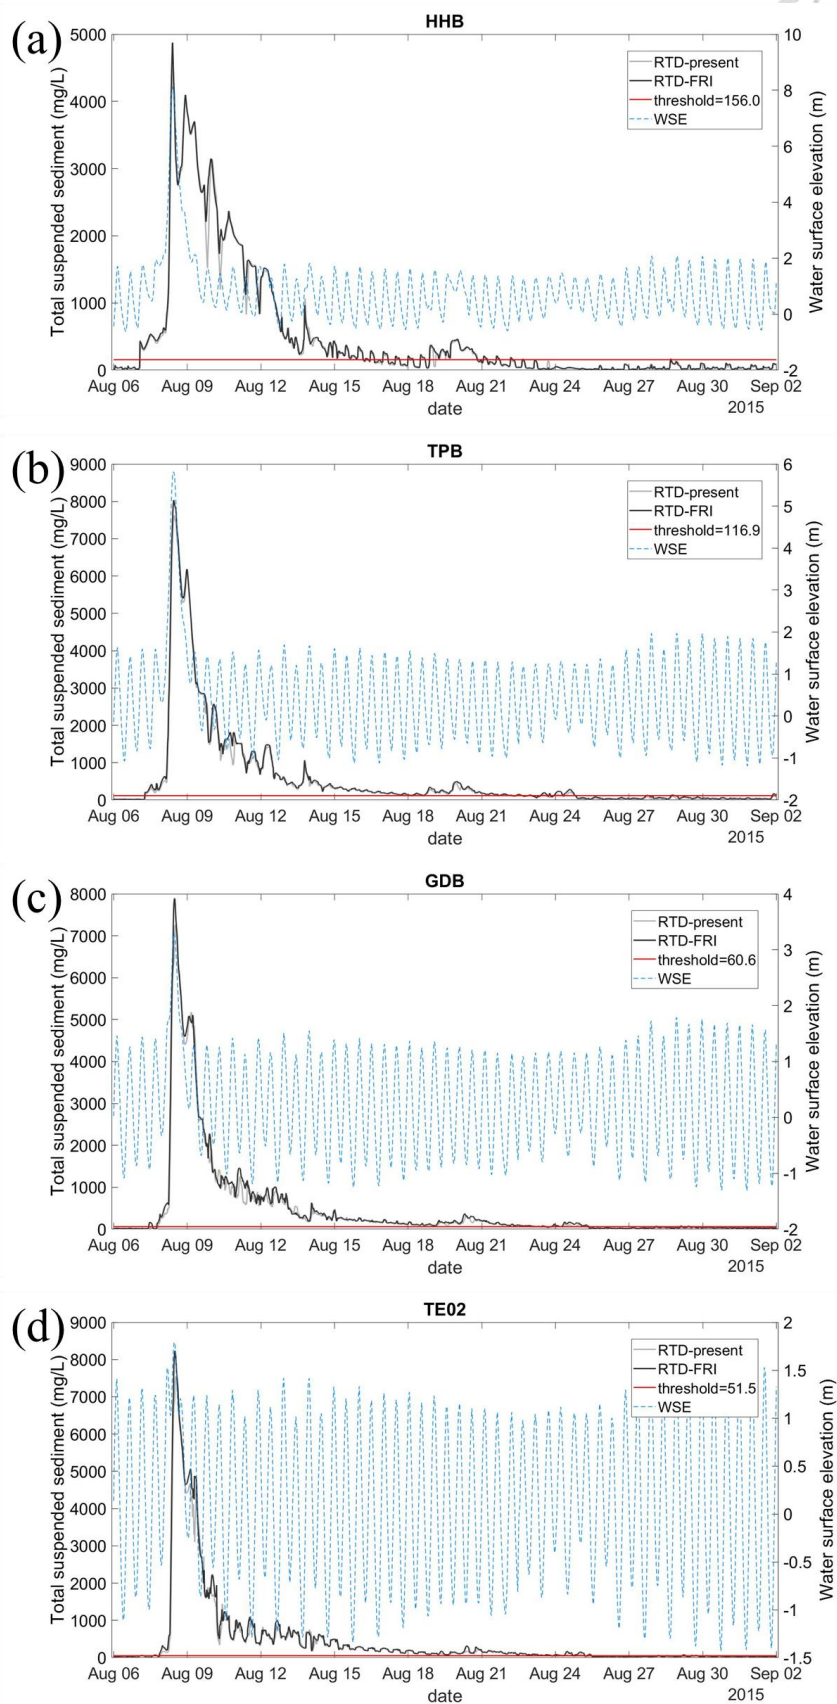 (a)
HHB
Total suspended sediment (mg/L)
5000
4000
3000
2000
1000
0
10
8
6
4
2
0
-2
Water surface elevation (m)
RTD-present
RTD-FRI
threshold=156.0
WSE
Aug 06 Aug 09 Aug 12 Aug 15 Aug 18 Aug 21 Aug 24 Aug 27 Aug 30 Sep 02
date
2015
(b)
TPB
Total suspended sediment (mg/L)
9000
8000
7000
6000
5000
4000
3000
2000
1000
0
6
5
4
3
2
1
0
-1
-2
Water surface elevation (m)
RTD-present
RTD-FRI
threshold=116.9
WSE
Aug 06 Aug 09 Aug 12 Aug 15 Aug 18 Aug 21 Aug 24 Aug 27 Aug 30 Sep 02
date
2015
(c)
GDB
Total suspended sediment (mg/L)
8000
7000
6000
5000
4000
3000
2000
1000
0
4
3
2
1
0
-1
-2
Water surface elevation (m)
RTD-present
RTD-FRI
threshold=60.6
WSE
Aug 06 Aug 09 Aug 12 Aug 15 Aug 18 Aug 21 Aug 24 Aug 27 Aug 30 Sep 02
date
2015
(d)
TE02
Total suspended sediment (mg/L)
9000
8000
7000
6000
5000
4000
3000
2000
1000
0
2
1.5
1
0.5
0
-0.5
-1
-1.5
Water surface elevation (m)
RTD-present
RTD-FRI
threshold=51.5
WSE
Aug 06 Aug 09 Aug 12 Aug 15 Aug 18 Aug 21 Aug 24 Aug 27 Aug 30 Sep 02
date
2015